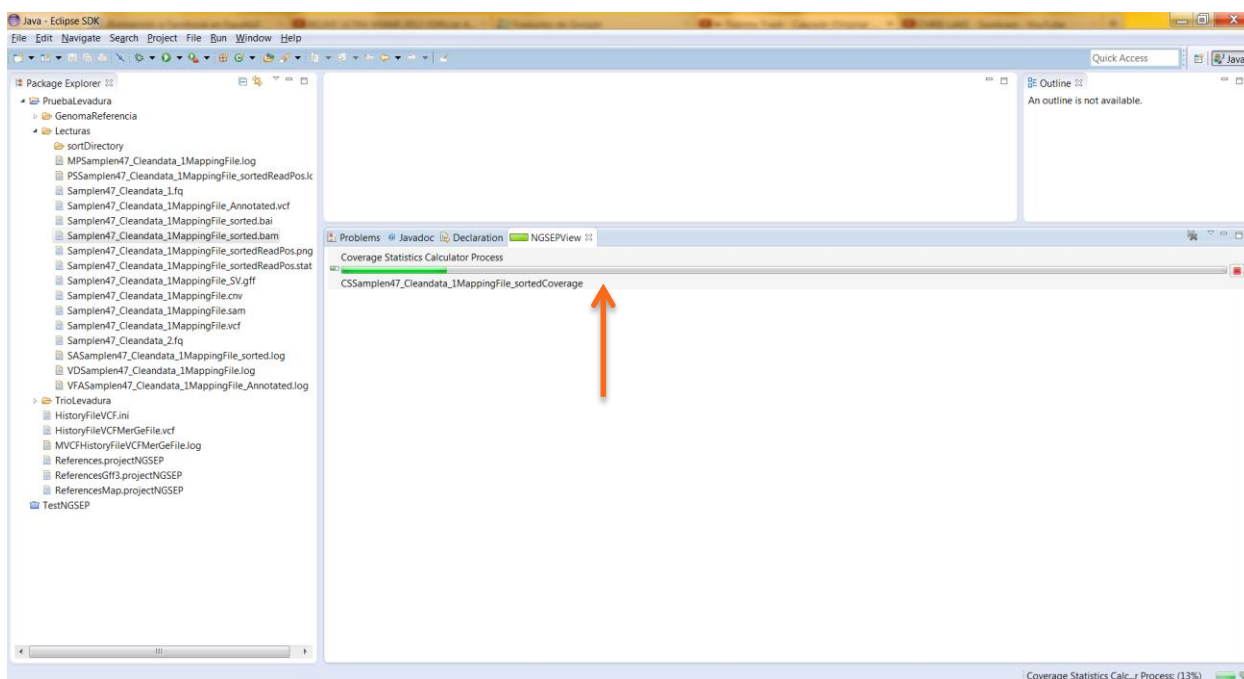 Java - Eclipse SDK
File Edit Navigate Search Project File Run Window Help
Quick Access
Java
Package Explorer
PruebaLevadura
GenomaReferencia
Lecturas
sortDirectory
MPSamplen47_Cleandata_1MappingFile.log
PSSamplen47_Cleandata_1MappingFile_sortedReadPos.lc
Samplen47_Cleandata_1.fq
Samplen47_Cleandata_1MappingFile_Annotated.vcf
Samplen47_Cleandata_1MappingFile_sorted.bai
Samplen47_Cleandata_1MappingFile_sorted.bam
Samplen47_Cleandata_1MappingFile_sortedReadPos.png
Samplen47_Cleandata_1MappingFile_sortedReadPos.stat
Samplen47_Cleandata_1MappingFile_SV.gff
Samplen47_Cleandata_1MappingFile.cnv
Samplen47_Cleandata_1MappingFile.sam
Samplen47_Cleandata_1MappingFile.vcf
Samplen47_Cleandata_2.fq
SASamplen47_Cleandata_1MappingFile_sorted.log
VDSamplen47_Cleandata_1MappingFile.log
VFASamplen47_Cleandata_1MappingFile_Annotated.log
TrioLevadura
HistoryFileVCF.ini
HistoryFileVCFMerGeFile.vcf
MVCFHistoryFileVCFMerGeFile.log
References.projectNGSEP
ReferencesGff3.projectNGSEP
ReferencesMap.projectNGSEP
TestNGSEP
Outline
An outline is not available.
Problems Javadoc Declaration NGSEPView
Coverage Statistics Calculator Process
CSSamplen47_Cleandata_1MappingFile_sortedCoverage
Coverage Statistics Calc...r Process: (13%)